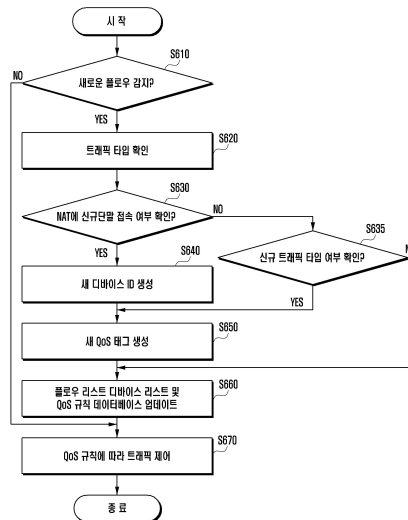 시 작
S610
새로운 플로우 감지?
NO
YES
S620
트래픽 타입 확인
S630
NAT에 신규단말 접속 여부 확인?
NO
YES
S635
신규 트래픽 타입 여부 확인?
YES
S640
새 디바이스 ID 생성
S650
새 QoS 태그 생성
S660
플로우 리스트 디바이스 리스트 및
QoS 규칙 데이터베이스 업데이트
S670
QoS 규칙에 따라 트래픽 제어
종 료